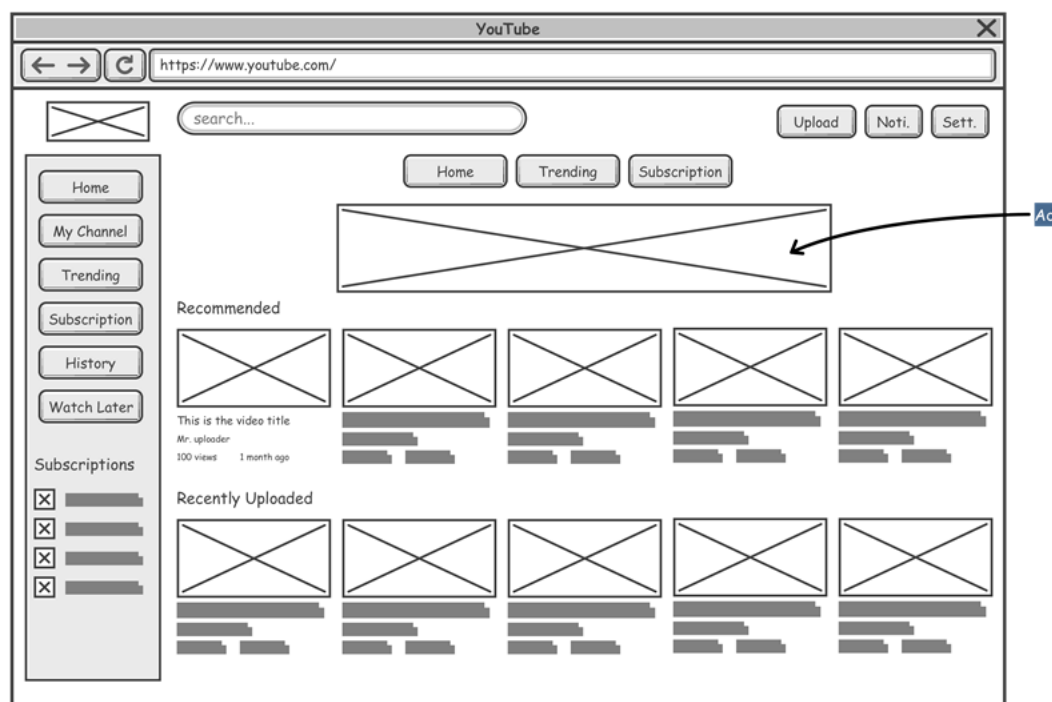 YouTube
https://www.youtube.com/
search...
Upload Noti. Sett.
Home Trending Subscription
Home
My Channel
Trending
Subscription
History
Watch Later
Subscriptions
Recommended
This is the video title
Mr. uploader
100 views 1 month ago
Recently Uploaded